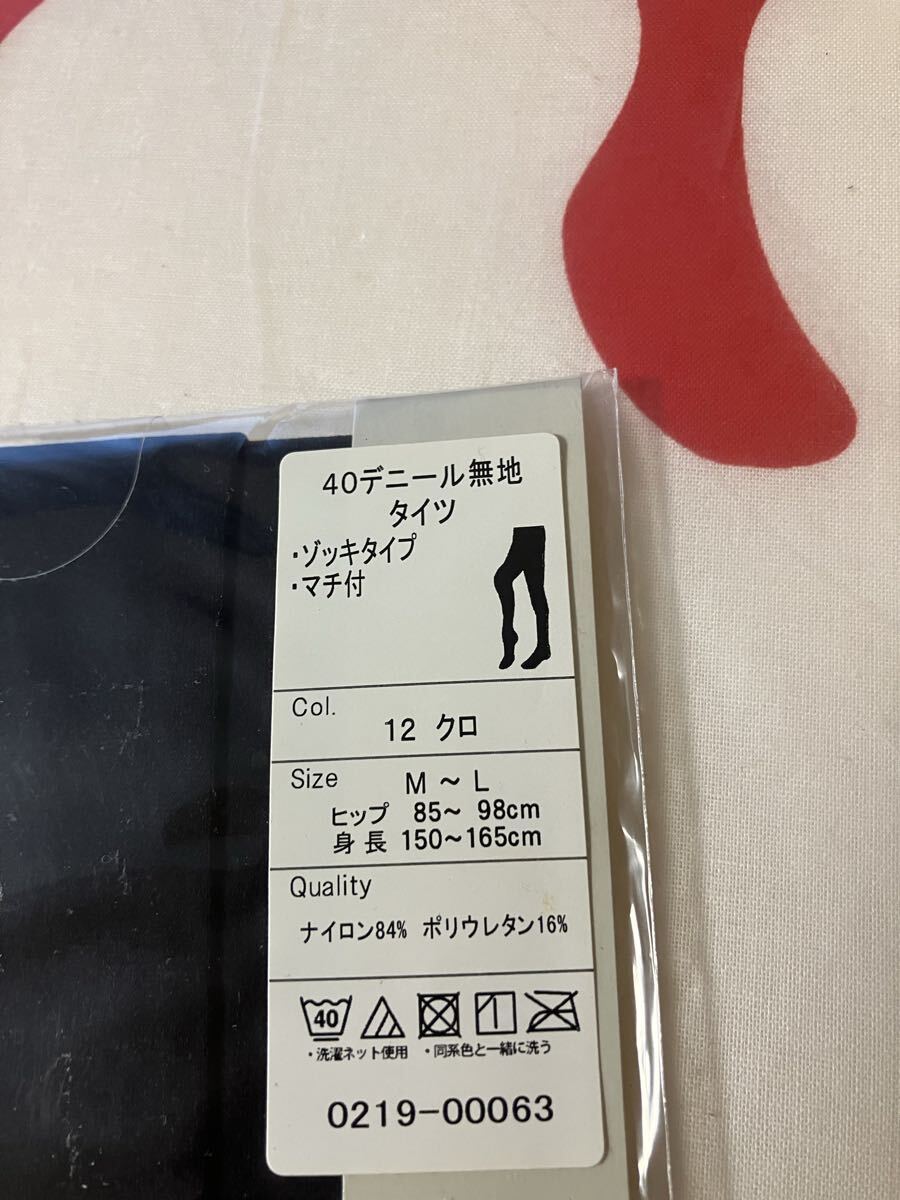 40デニール無地
タイツ
・ゾッキタイプ
・マチ付
Col.
12 クロ
Size M ～ L
ヒップ 85～ 98cm
身長 150～165cm
Quality
ナイロン84% ポリウレタン16%
40
・洗濯ネット使用 ・同系色と一緒に洗う
0219-00063